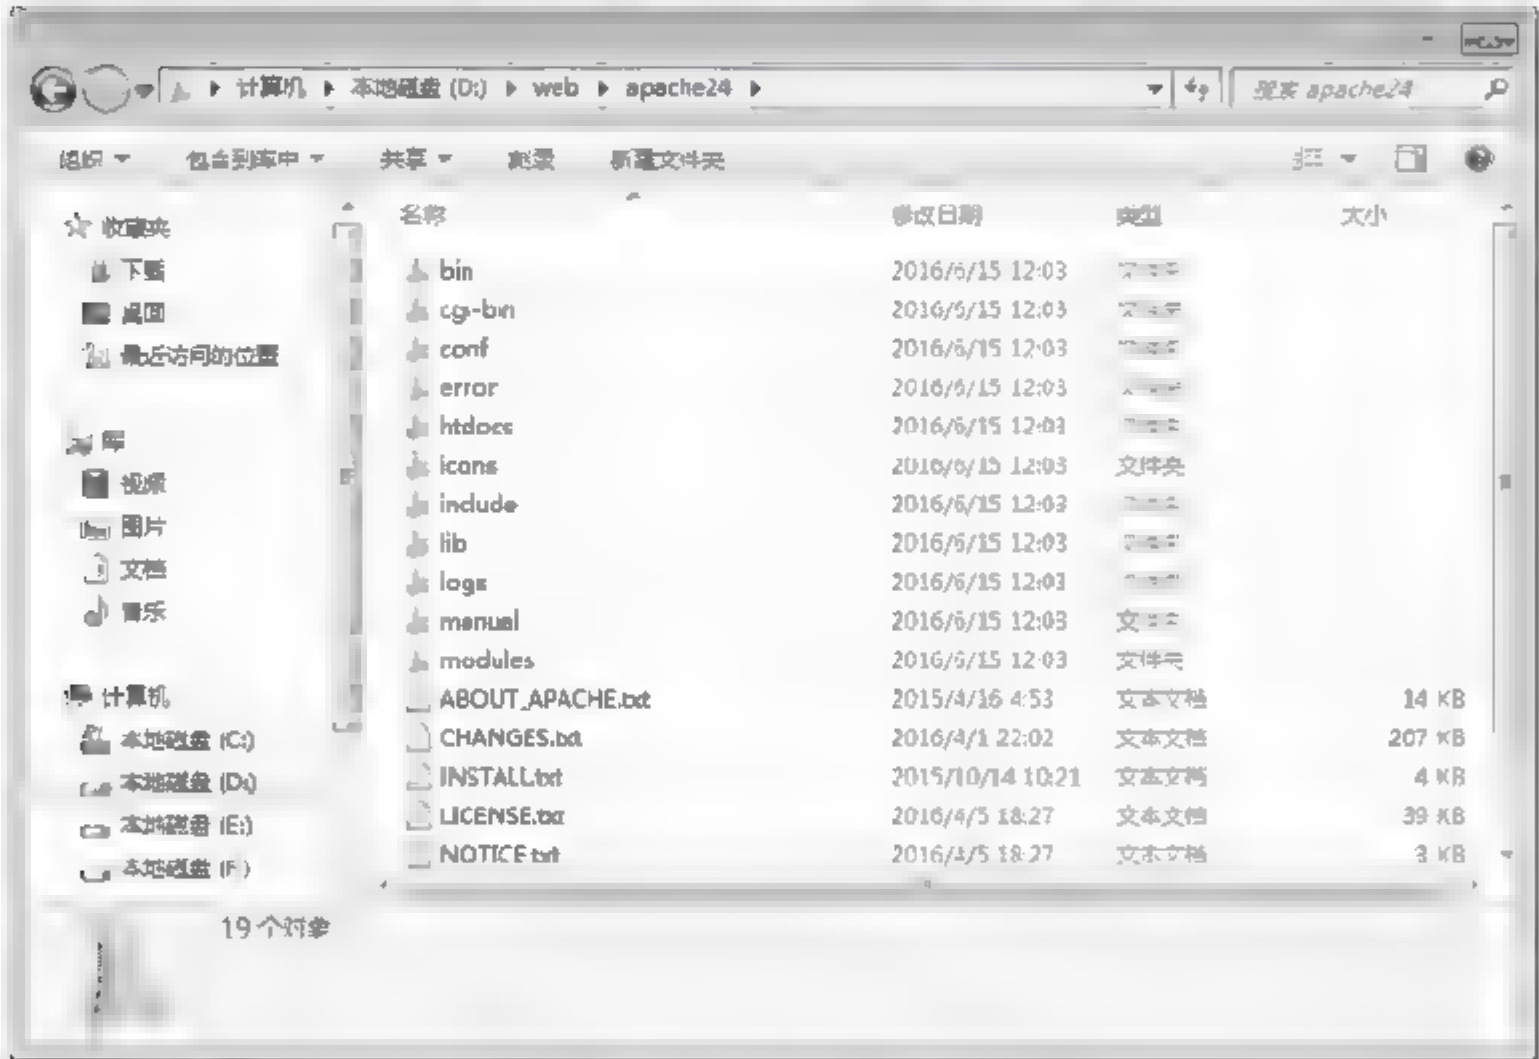 计算机 本地磁盘 (D:) web apache24 搜索 apache24
组织 包含到库中 共享 刻录 新建文件夹
收藏夹
下载
桌面
最近访问的位置
库
视频
图片
文档
音乐
计算机
本地磁盘 (C:)
本地磁盘 (D:)
本地磁盘 (E:)
本地磁盘 (F:)
名称 修改日期 类型 大小
bin 2016/6/15 12:03
cgi-bin 2016/6/15 12:03
conf 2016/6/15 12:03
error 2016/6/15 12:03
htdocs 2016/6/15 12:03
icons 2016/6/15 12:03 文件夹
include 2016/6/15 12:03
lib 2016/6/15 12:03
logs 2016/6/15 12:03
manual 2016/6/15 12:03
modules 2016/6/15 12:03 文件夹
ABOUT_APACHE.txt 2015/4/16 4:53 文本文档 14 KB
CHANGES.txt 2016/4/1 22:02 文本文档 207 KB
INSTALL.txt 2015/10/14 10:21 文本文档 4 KB
LICENSE.txt 2016/4/5 18:27 文本文档 39 KB
NOTICE.txt 2016/4/5 18:27 文本文档 3 KB
19 个对象